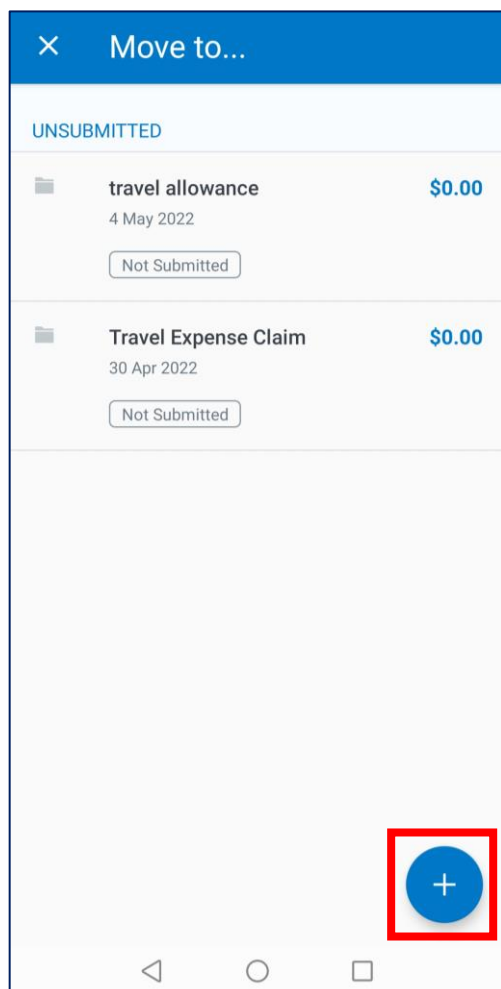 Move to...
UNSUBMITTED
travel allowance $0.00
4 May 2022
Not Submitted
Travel Expense Claim $0.00
30 Apr 2022
Not Submitted